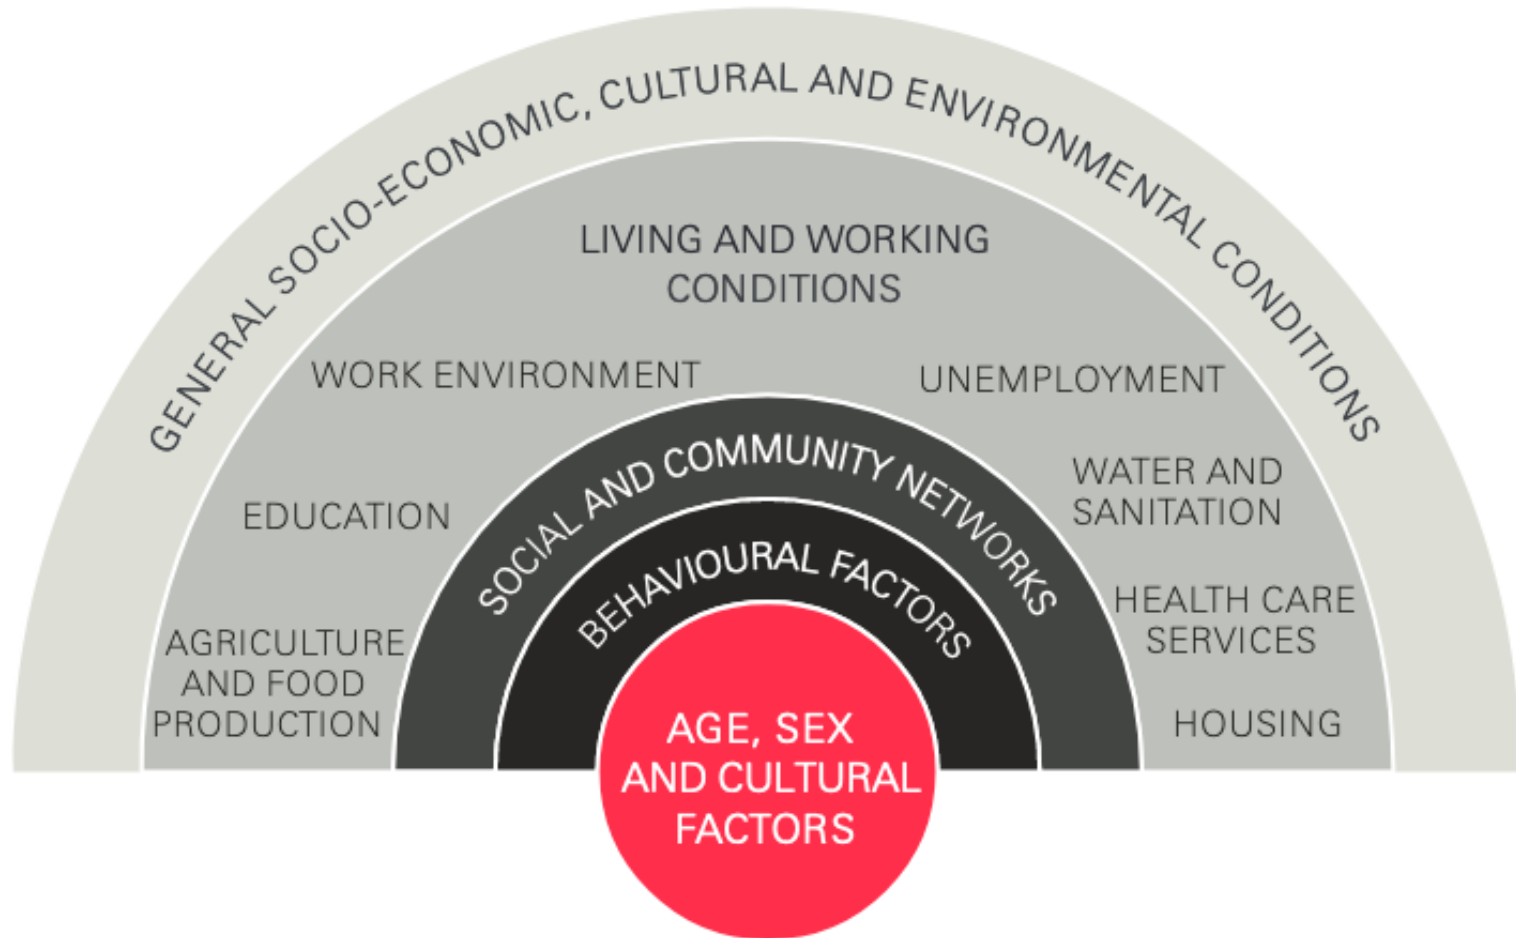 GENERAL SOCIO-ECONOMIC, CULTURAL AND ENVIRONMENTAL CONDITIONS
LIVING AND WORKING
CONDITIONS
WORK ENVIRONMENT
UNEMPLOYMENT
EDUCATION
WATER AND
SANITATION
AGRICULTURE
AND FOOD
PRODUCTION
HEALTH CARE
SERVICES
HOUSING
SOCIAL AND COMMUNITY NETWORKS
BEHAVIOURAL FACTORS
AGE, SEX
AND CULTURAL
FACTORS